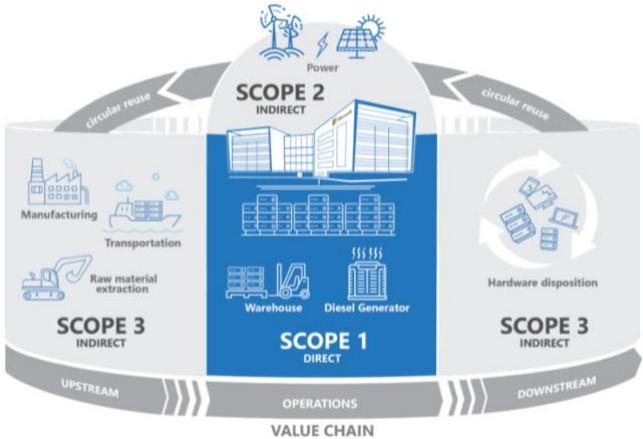 Power
SCOPE 2
INDIRECT
circular reuse
circular reuse
Manufacturing
Transportation
Raw material
extraction
SCOPE 3
INDIRECT
Warehouse
Diesel Generator
SCOPE 1
DIRECT
Hardware disposition
SCOPE 3
INDIRECT
UPSTREAM
OPERATIONS
DOWNSTREAM
VALUE CHAIN